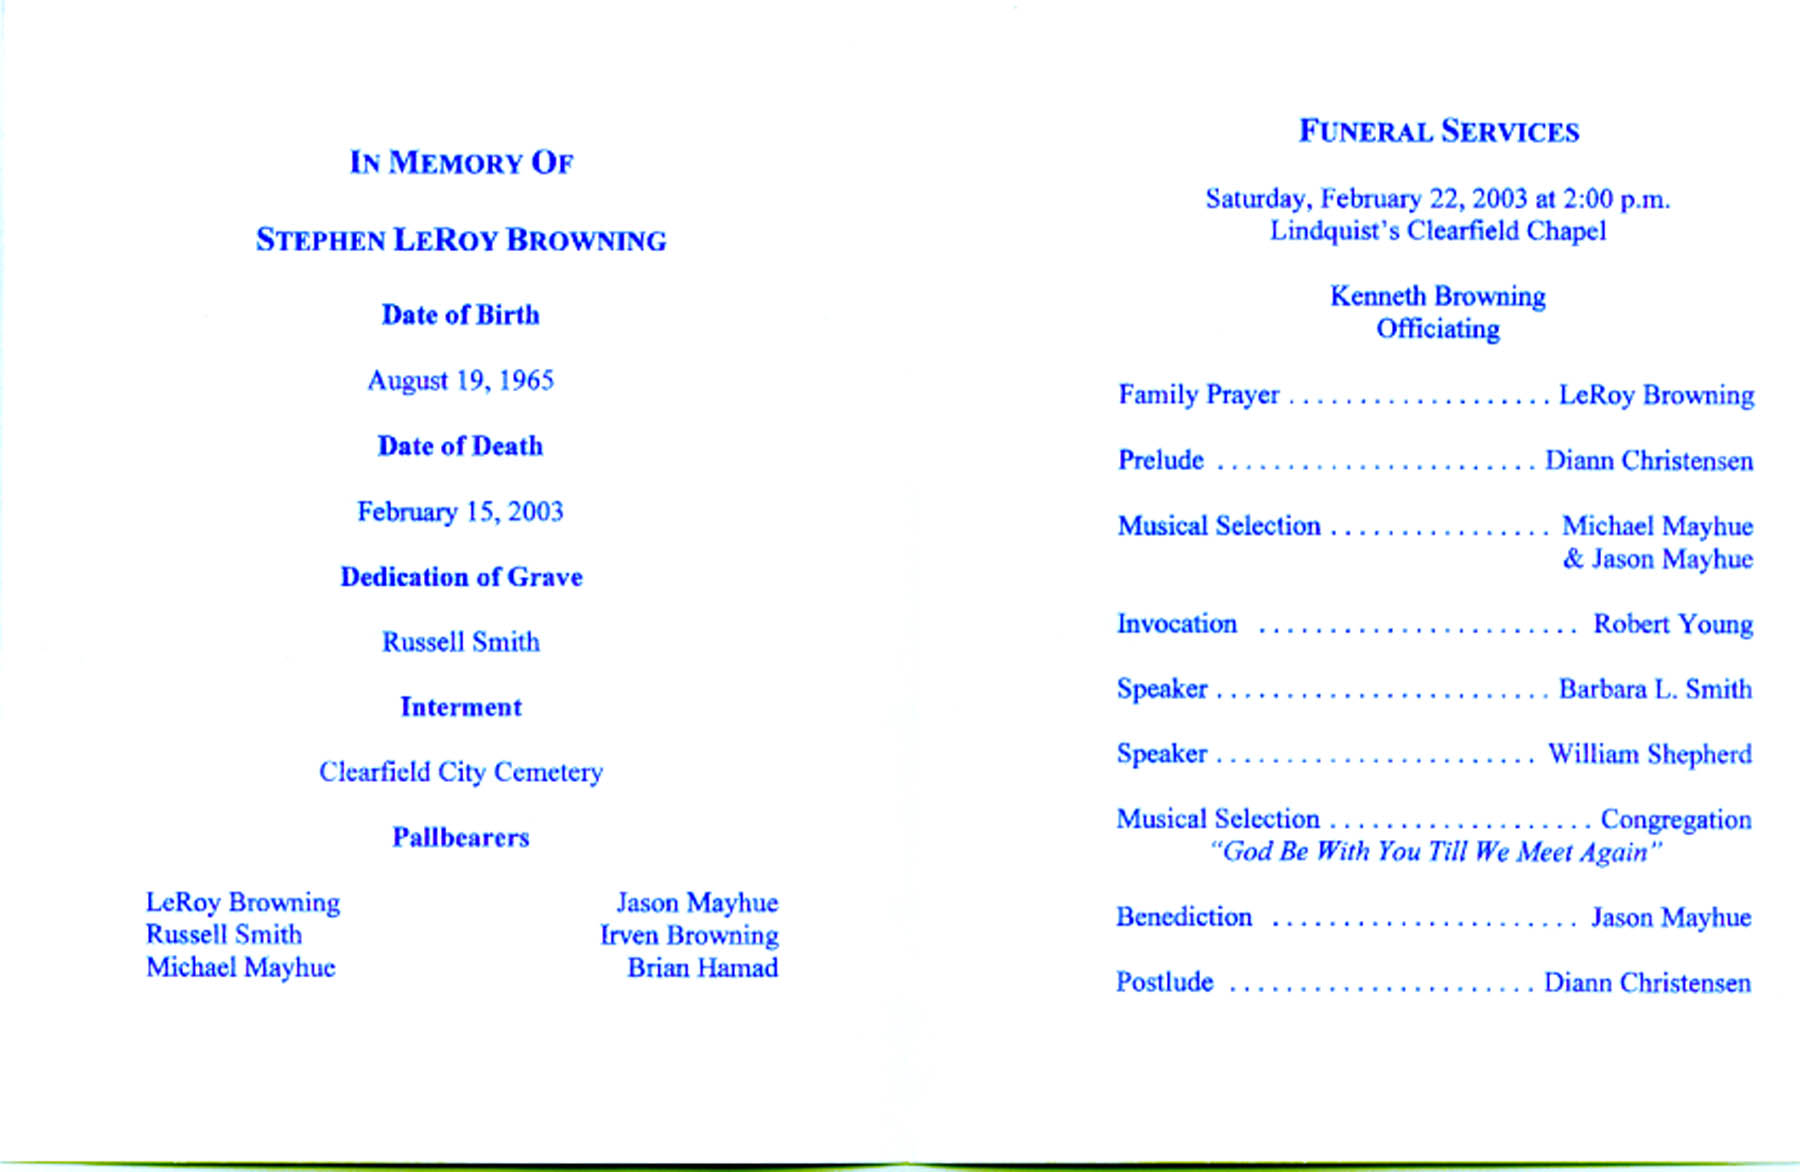 IN MEMORY OF
STEPHEN LEROY BROWNING
Date of Birth
August 19, 1965
Date of Death
February 15, 2003
Dedication of Grave
Russell Smith
Interment
Clearfield City Cemetery
Pallbearers
LeRoy Browning Jason Mayhue
Russell Smith Irven Browning
Michael Mayhue Brian Hamad
FUNERAL SERVICES
Saturday, February 22, 2003 at 2:00 p.m.
Lindquist's Clearfield Chapel
Kenneth Browning
Officiating
Family Prayer . . . . . . . . . . . . . . . . . . . LeRoy Browning
Prelude . . . . . . . . . . . . . . . . . . . . . . . Diann Christensen
Musical Selection . . . . . . . . . . . . . . . . Michael Mayhue
& Jason Mayhue
Invocation . . . . . . . . . . . . . . . . . . . . . . . Robert Young
Speaker . . . . . . . . . . . . . . . . . . . . . . . . Barbara L. Smith
Speaker . . . . . . . . . . . . . . . . . . . . . . . William Shepherd
Musical Selection . . . . . . . . . . . . . . . . . . . Congregation
"God Be With You Till We Meet Again"
Benediction . . . . . . . . . . . . . . . . . . . . . . Jason Mayhue
Postlude . . . . . . . . . . . . . . . . . . . . . . Diann Christensen